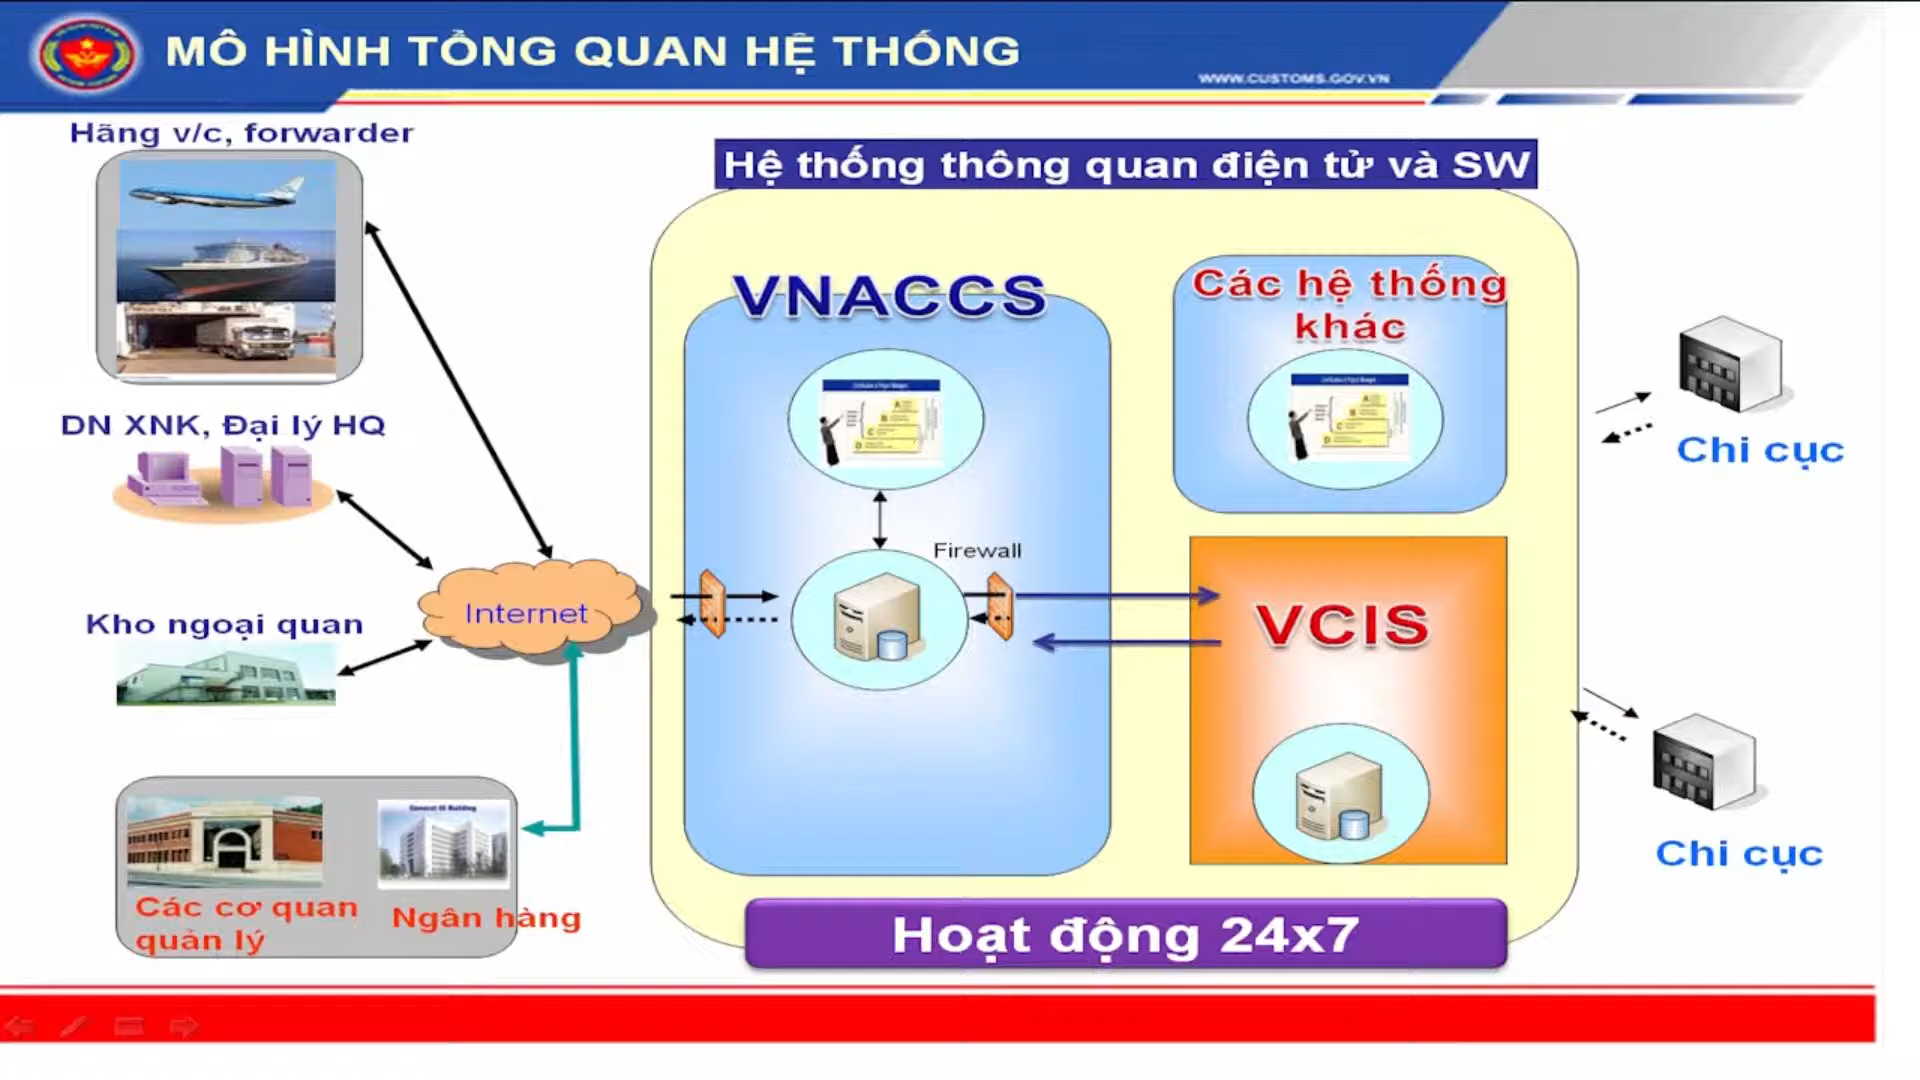 MÔ HÌNH TỔNG QUAN HỆ THỐNG
WWW.CUSTOMS.GOV.VN
Hãng v/c, forwarder
Hệ thống thông quan điện tử và SW
VNACCS
Các hệ thống
khác
DN XNK, Đại lý HQ
Chi cục
Firewall
Internet
Kho ngoại quan
VCIS
General Building
Chi cục
Các cơ quan
quản lý
Ngân hàng
Hoạt động 24x7